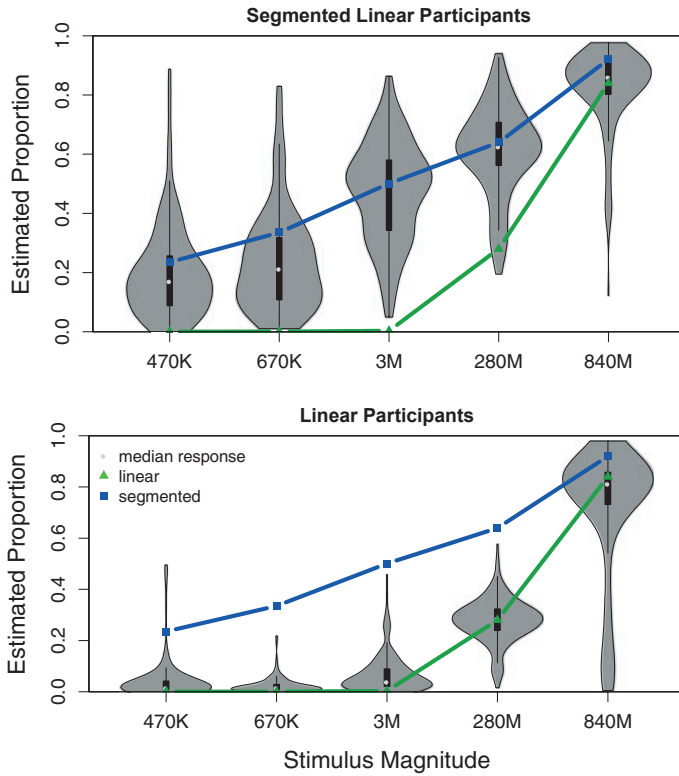 Segmented Linear Participants
Estimated Proportion
1.0
0.8
0.6
0.4
0.2
0.0
470K 670K 3M 280M 840M
Linear Participants
Estimated Proportion
1.0
0.8
0.6
0.4
0.2
0.0
median response
linear
segmented
470K 670K 3M 280M 840M
Stimulus Magnitude